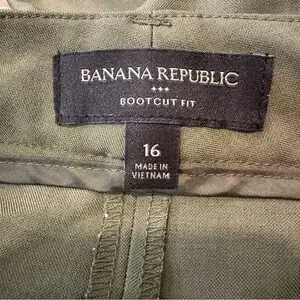 BANANA REPUBLIC
BOOTCUT FIT
16
MADE IN
VIETNAM